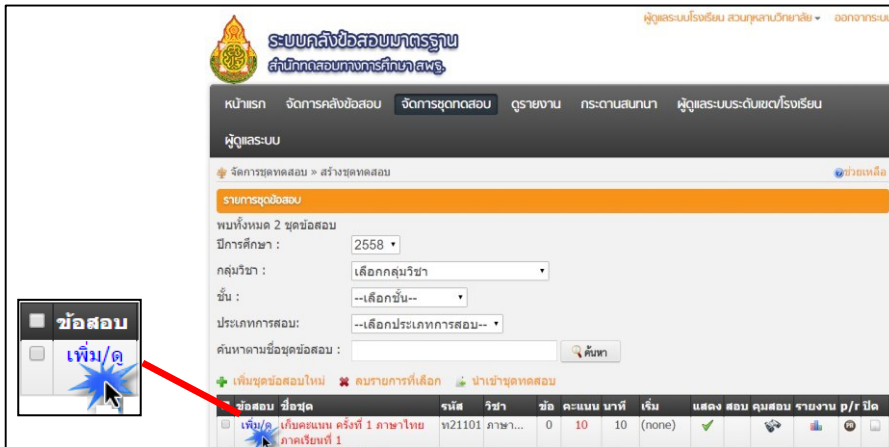 ผู้ดูแลระบบโรงเรียน สวนกุหลาบวิทยาลัย ออกจากระบบ
ระบบคลังข้อสอบมาตรฐาน
สำนักทดสอบทางการศึกษา สพฐ.
หน้าแรก จัดการคลังข้อสอบ จัดการชุดทดสอบ ดูรายงาน กระดานสนทนา ผู้ดูแลระบบระดับเขต/โรงเรียน
ผู้ดูแลระบบ
จัดการชุดทดสอบ » สร้างชุดทดสอบ ช่วยเหลือ
รายการชุดข้อสอบ
พบทั้งหมด 2 ชุดข้อสอบ
ปีการศึกษา : 2558
กลุ่มวิชา : เลือกกลุ่มวิชา
ชั้น : --เลือกชั้น--
ประเภทการสอบ: --เลือกประเภทการสอบ--
ค้นหาตามชื่อชุดข้อสอบ : ค้นหา
เพิ่มชุดข้อสอบใหม่ ลบรายการที่เลือก นำเข้าชุดทดสอบ
ข้อสอบ ชื่อชุด รหัส วิชา ข้อ คะแนน นาที เริ่ม แสดง สอบ คุมสอบ รายงาน p/r ปิด
เพิ่ม/ดู เก็บคะแนน ครั้งที่ 1 ภาษาไทย ท21101 ภาษา... 0 10 10 (none) PR
ภาคเรียนที่ 1
ข้อสอบ
เพิ่ม/ดู